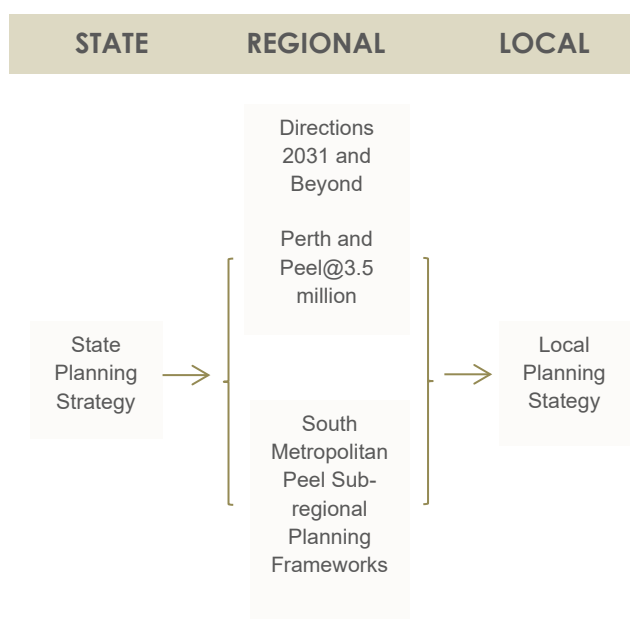 STATE REGIONAL LOCAL
Directions
2031 and
Beyond
Perth and
Peel@3.5
million
State
Planning
Strategy
Local
Planning
Stategy
South
Metropolitan
Peel Sub-
regional
Planning
Frameworks